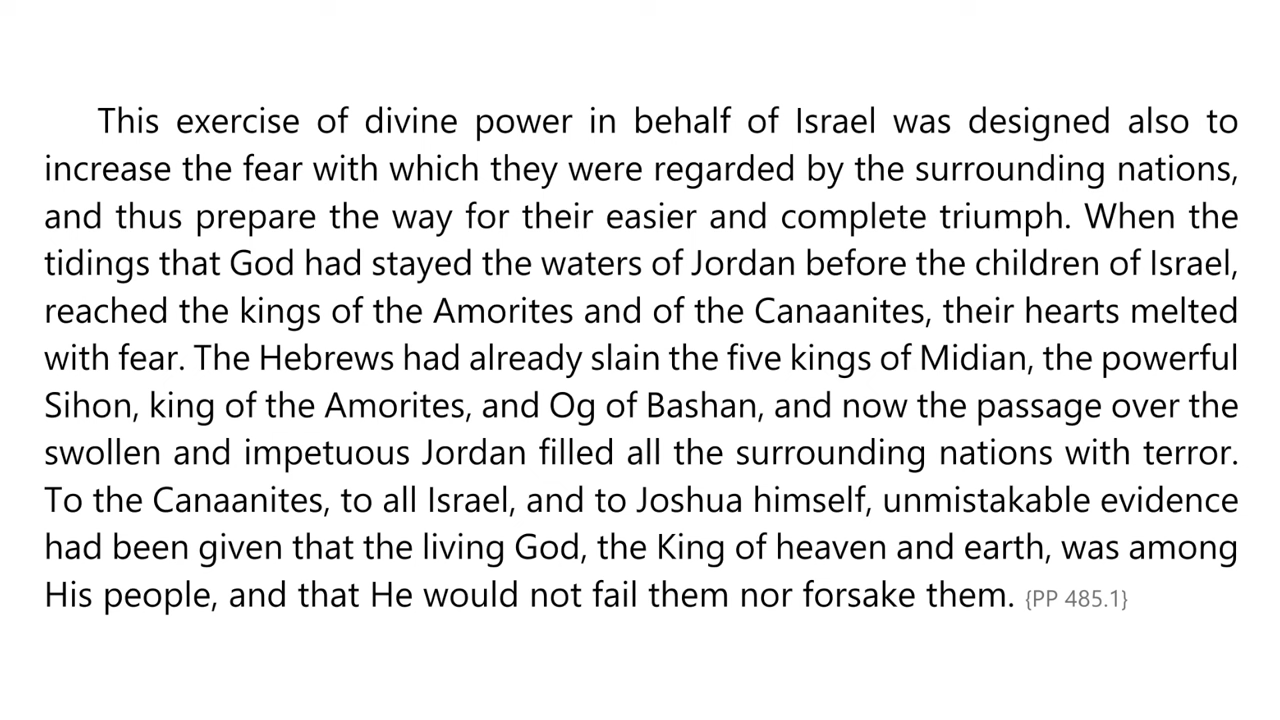 This exercise of divine power in behalf of Israel was designed also to
increase the fear with which they were regarded by the surrounding nations,
and thus prepare the way for their easier and complete triumph. When the
tidings that God had stayed the waters of Jordan before the children of Israel,
reached the kings of the Amorites and of the Canaanites, their hearts melted
with fear. The Hebrews had already slain the five kings of Midian, the powerful
Sihon, king of the Amorites, and Og of Bashan, and now the passage over the
swollen and impetuous Jordan filled all the surrounding nations with terror.
To the Canaanites, to all Israel, and to Joshua himself, unmistakable evidence
had been given that the living God, the King of heaven and earth, was among
His people, and that He would not fail them nor forsake them. {PP 485.1}